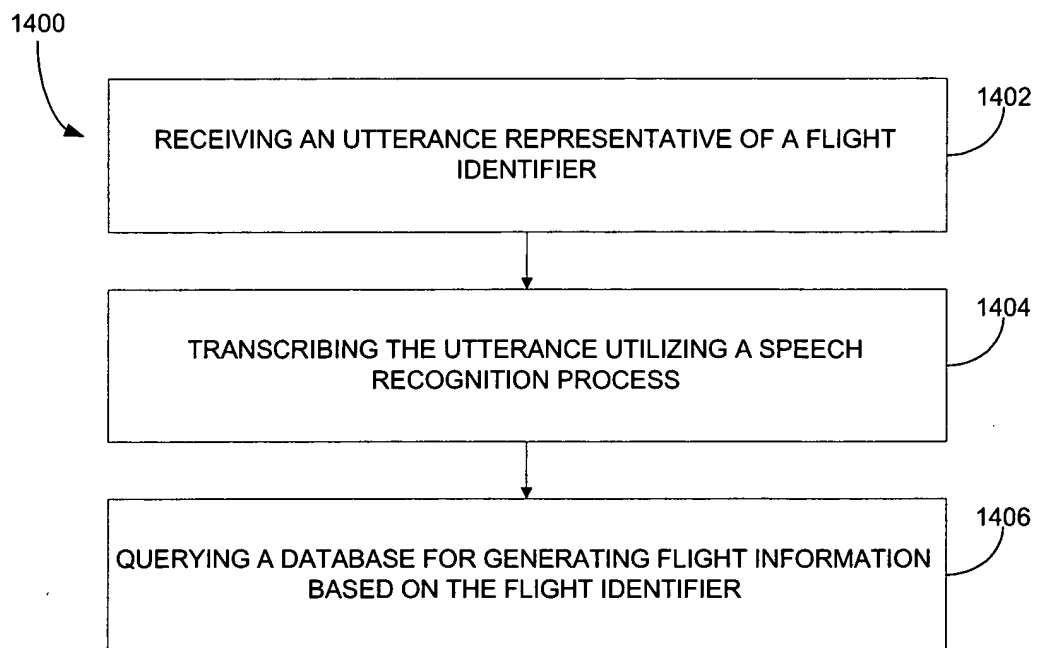 1400
1402
RECEIVING AN UTTERANCE REPRESENTATIVE OF A FLIGHT
IDENTIFIER
1404
TRANSCRIBING THE UTTERANCE UTILIZING A SPEECH
RECOGNITION PROCESS
1406
QUERYING A DATABASE FOR GENERATING FLIGHT INFORMATION
BASED ON THE FLIGHT IDENTIFIER